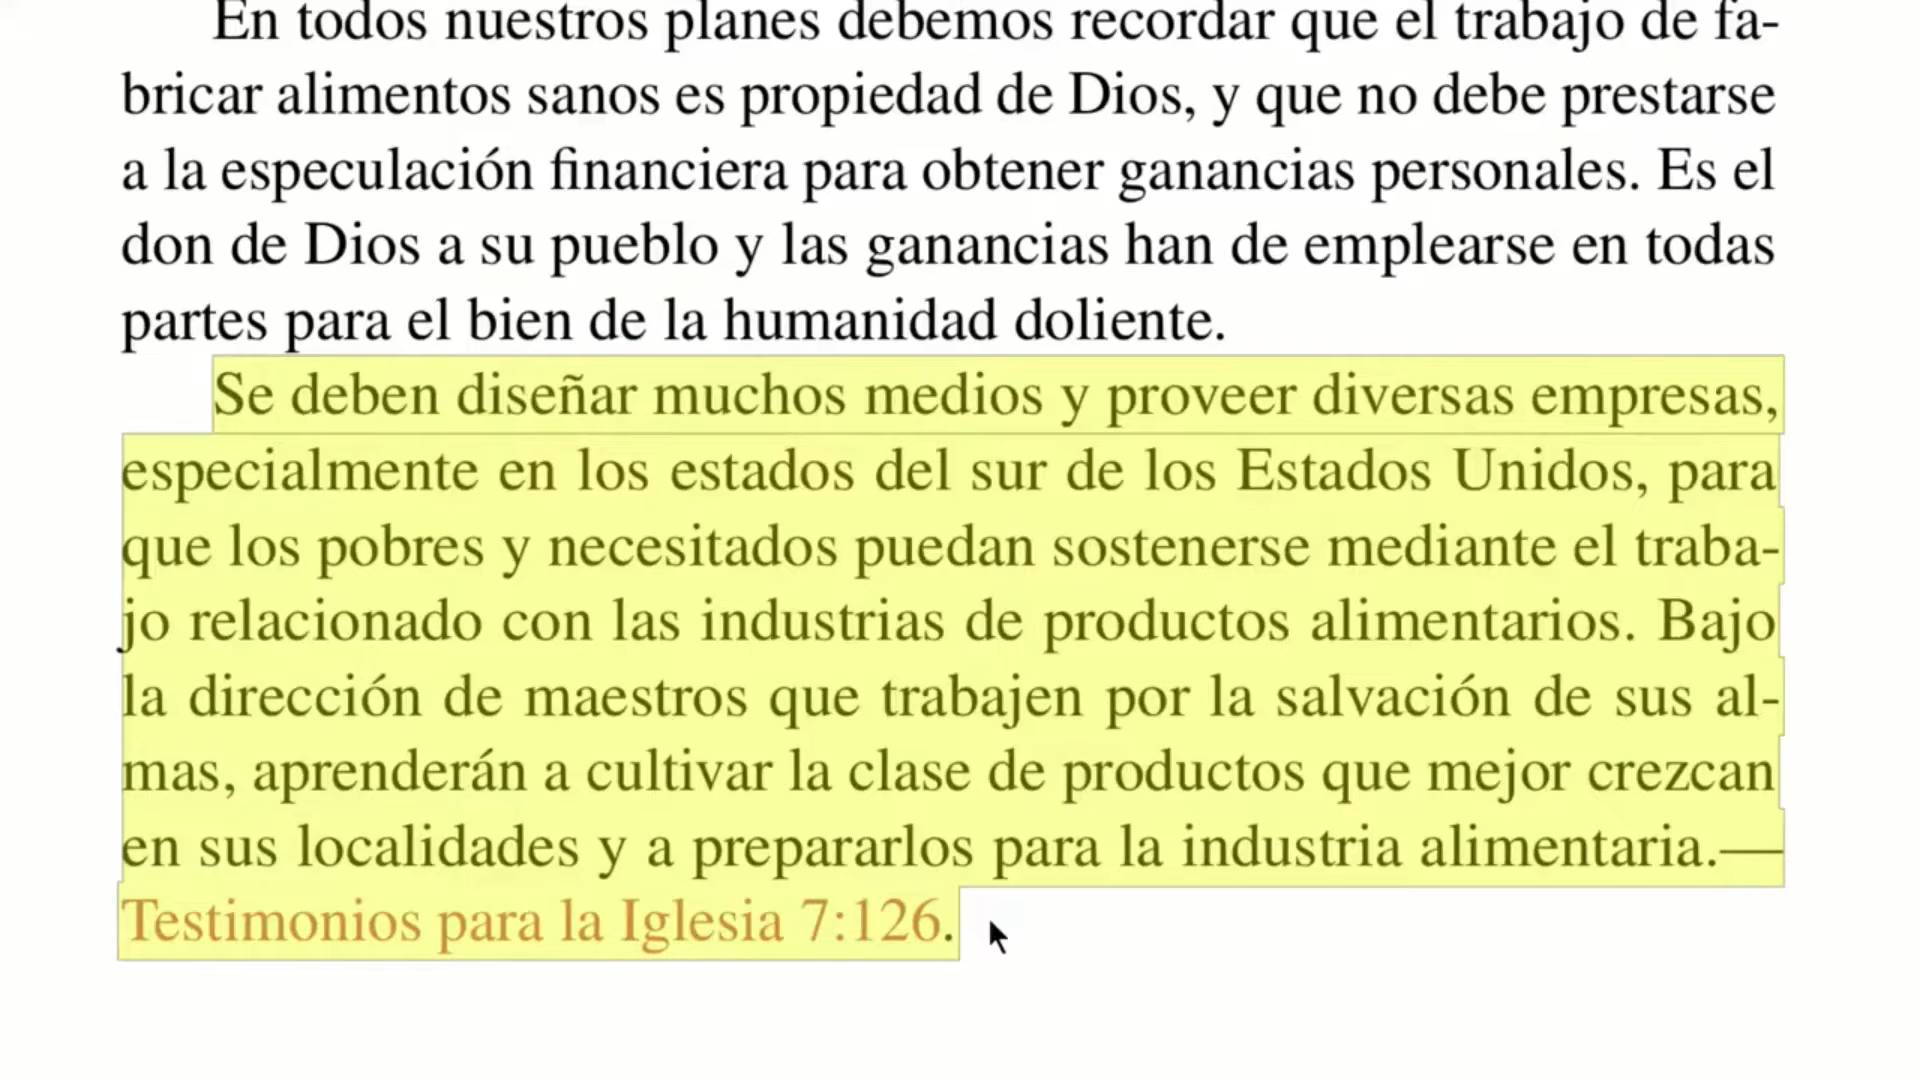 En todos nuestros planes debemos recordar que el trabajo de fa-
bricar alimentos sanos es propiedad de Dios, y que no debe prestarse
a la especulación financiera para obtener ganancias personales. Es el
don de Dios a su pueblo y las ganancias han de emplearse en todas
partes para el bien de la humanidad doliente.
Se deben diseñar muchos medios y proveer diversas empresas,
especialmente en los estados del sur de los Estados Unidos, para
que los pobres y necesitados puedan sostenerse mediante el traba-
jo relacionado con las industrias de productos alimentarios. Bajo
la dirección de maestros que trabajen por la salvación de sus al-
mas, aprenderán a cultivar la clase de productos que mejor crezcan
en sus localidades y a prepararlos para la industria alimentaria.—
Testimonios para la Iglesia 7:126.